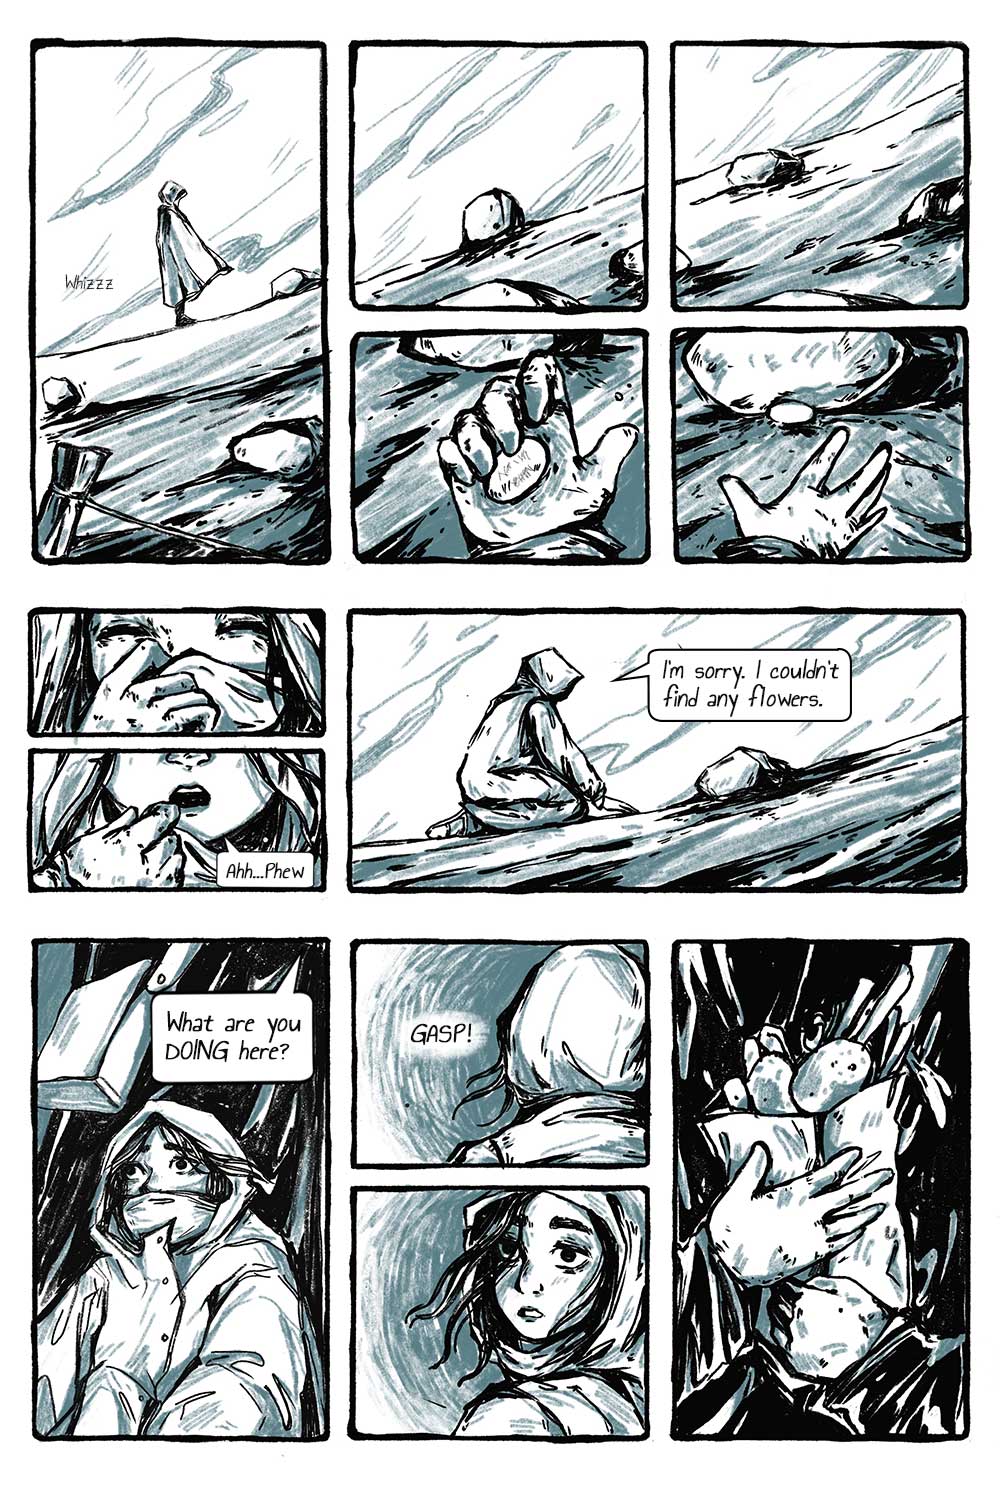 Whizzz
Ahh...Phew
I'm sorry. I couldn't
find any flowers.
What are you
DOING here?
GASP!